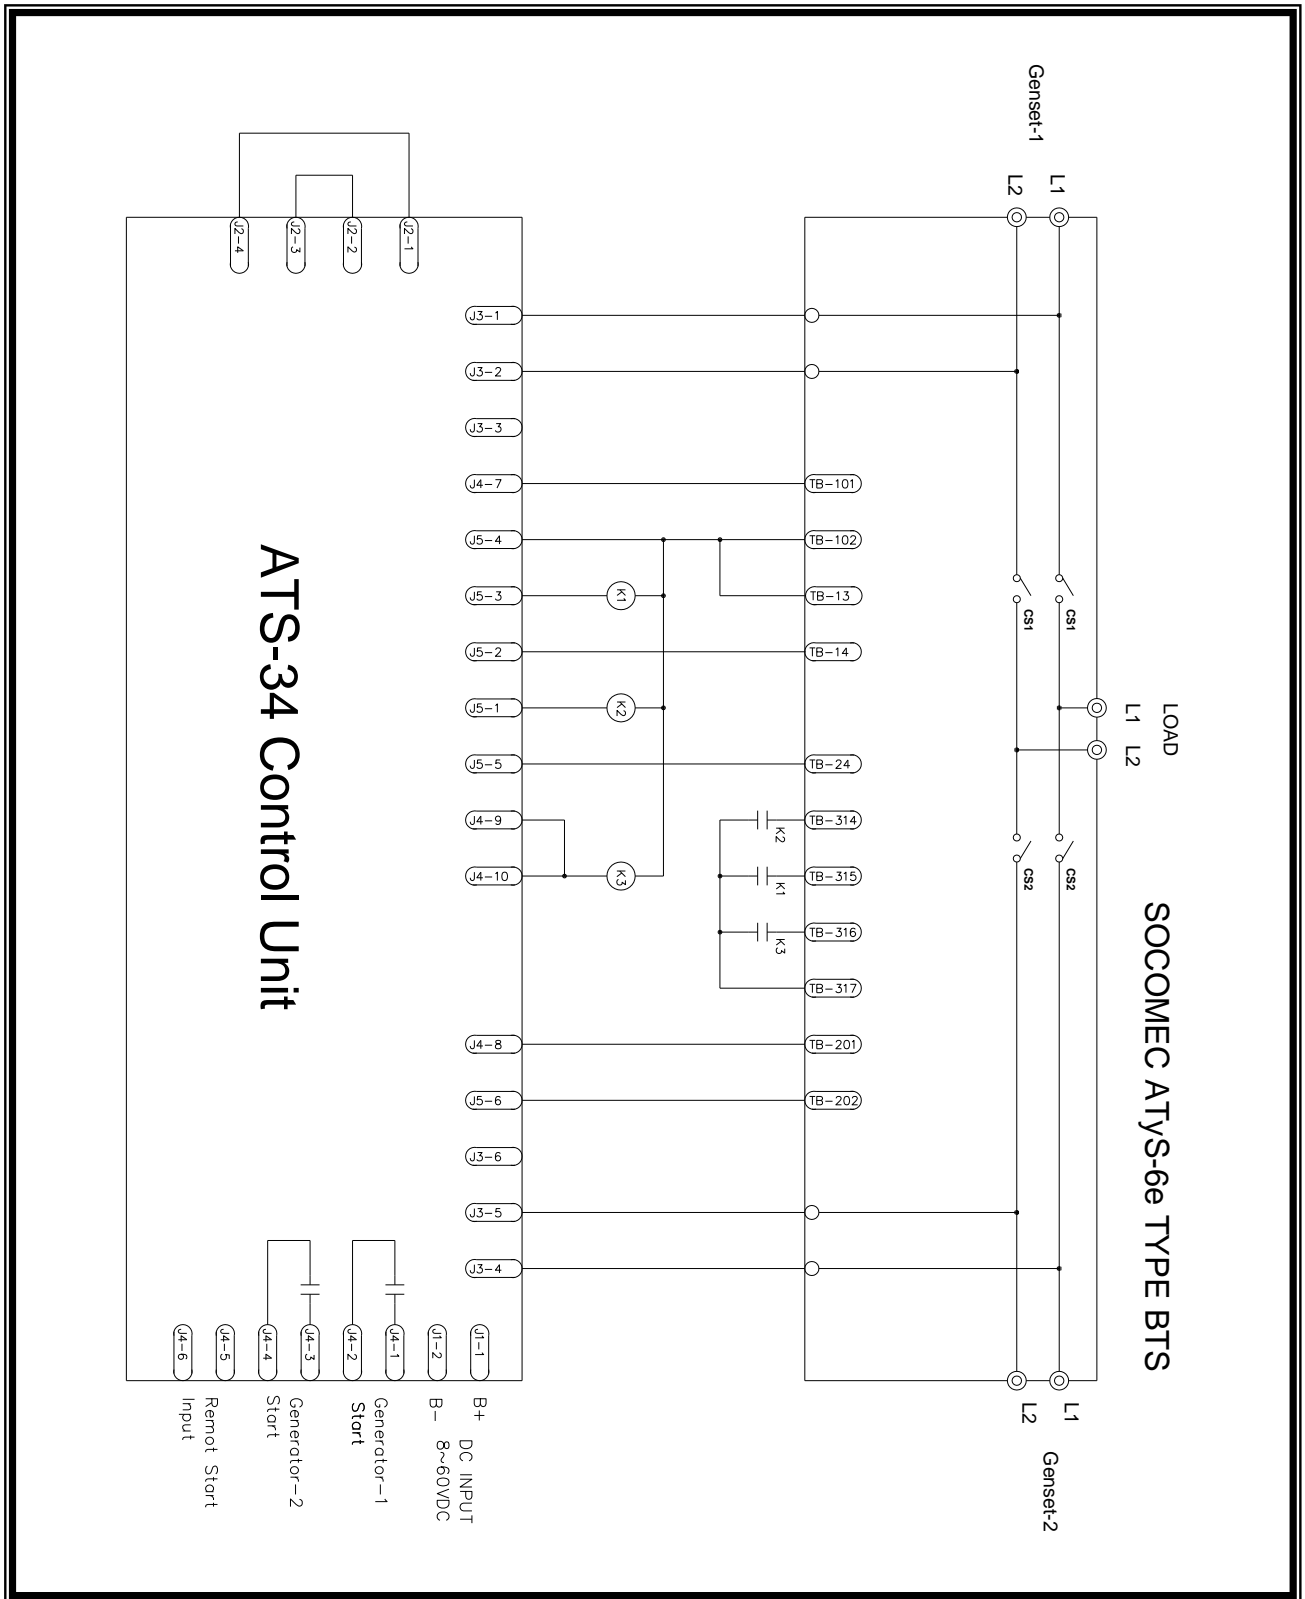 SOCOMEC ATyS-6e TYPE BTS
LOAD
L1 L2
Genset-1
L1
L2
CS1
CS1
CS2
CS2
L1
L2
Genset-2
TB-101
TB-102
TB-13
TB-14
TB-24
TB-314
TB-315
TB-316
TB-317
TB-201
TB-202
K2
K1
K3
K1
K2
K3
J3-1
J3-2
J3-3
J4-7
J5-4
J5-3
J5-2
J5-1
J5-5
J4-9
J4-10
J4-8
J5-6
J3-6
J3-5
J3-4
J2-1
J2-2
J2-3
J2-4
ATS-34 Control Unit
J1-1
J1-2
J4-1
J4-2
J4-3
J4-4
J4-5
J4-6
B+
DC INPUT
B-
8~60VDC
Generator-1
Start
Generator-2
Start
Remot Start
Input